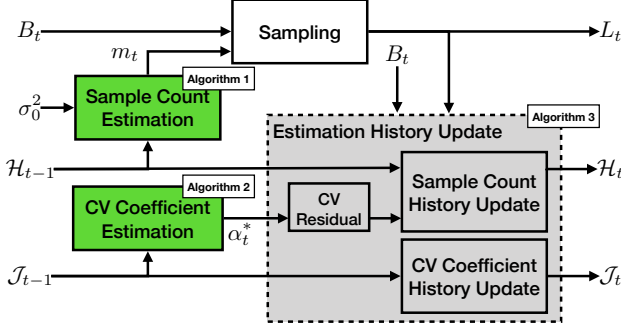 B_t
Sampling
L_t
m_t
B_t
Algorithm 1
Sample Count
Estimation
σ_0^2
Algorithm 3
Estimation History Update
ℋ_{t−1}
Sample Count
History Update
ℋ_t
Algorithm 2
CV Coefficient
Estimation
CV
Residual
α_t^*
CV Coefficient
History Update
𝒥_{t−1}
𝒥_t